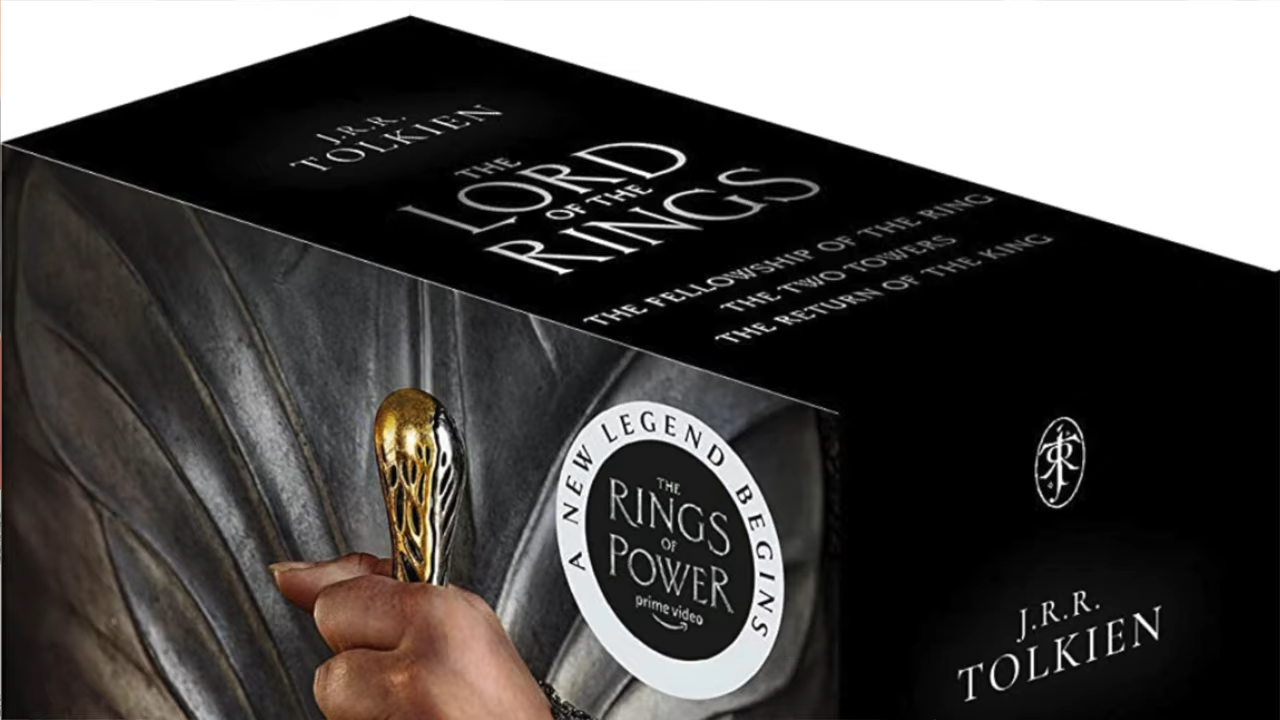 J.R.R.
TOLKIEN
THE
LORD
OF THE
RINGS
THE FELLOWSHIP OF THE RING
THE TWO TOWERS
THE RETURN OF THE KING
A NEW LEGEND BEGINS
THE
RINGS
OF
POWER
prime video
J.R.R.
TOLKIEN